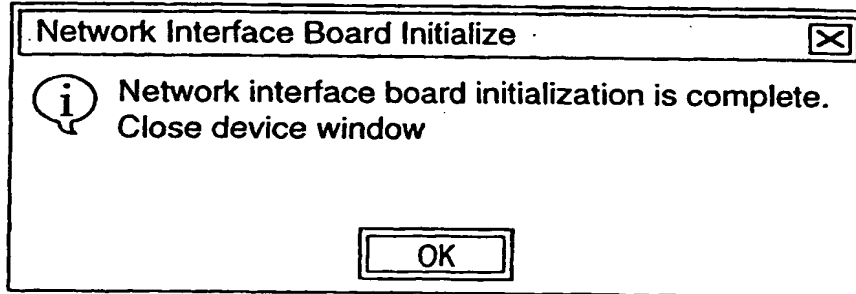 Network Interface Board Initialize
i
Network interface board initialization is complete.
Close device window
OK